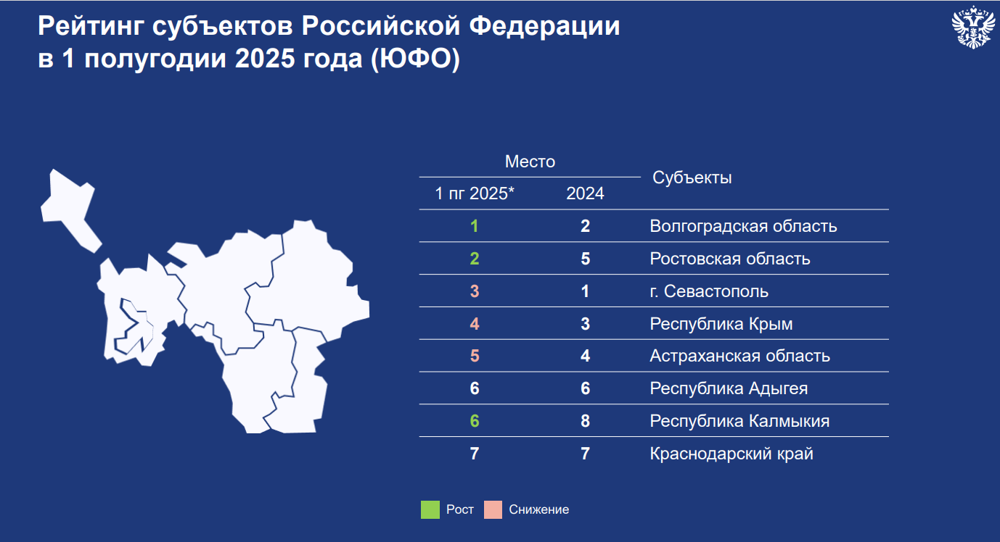 Рейтинг субъектов Российской Федерации
в 1 полугодии 2025 года (ЮФО)
Место
Субъекты
1 пг 2025* 2024
1 2 Волгоградская область
2 5 Ростовская область
3 1 г. Севастополь
4 3 Республика Крым
5 4 Астраханская область
6 6 Республика Адыгея
6 8 Республика Калмыкия
7 7 Краснодарский край
Рост Снижение